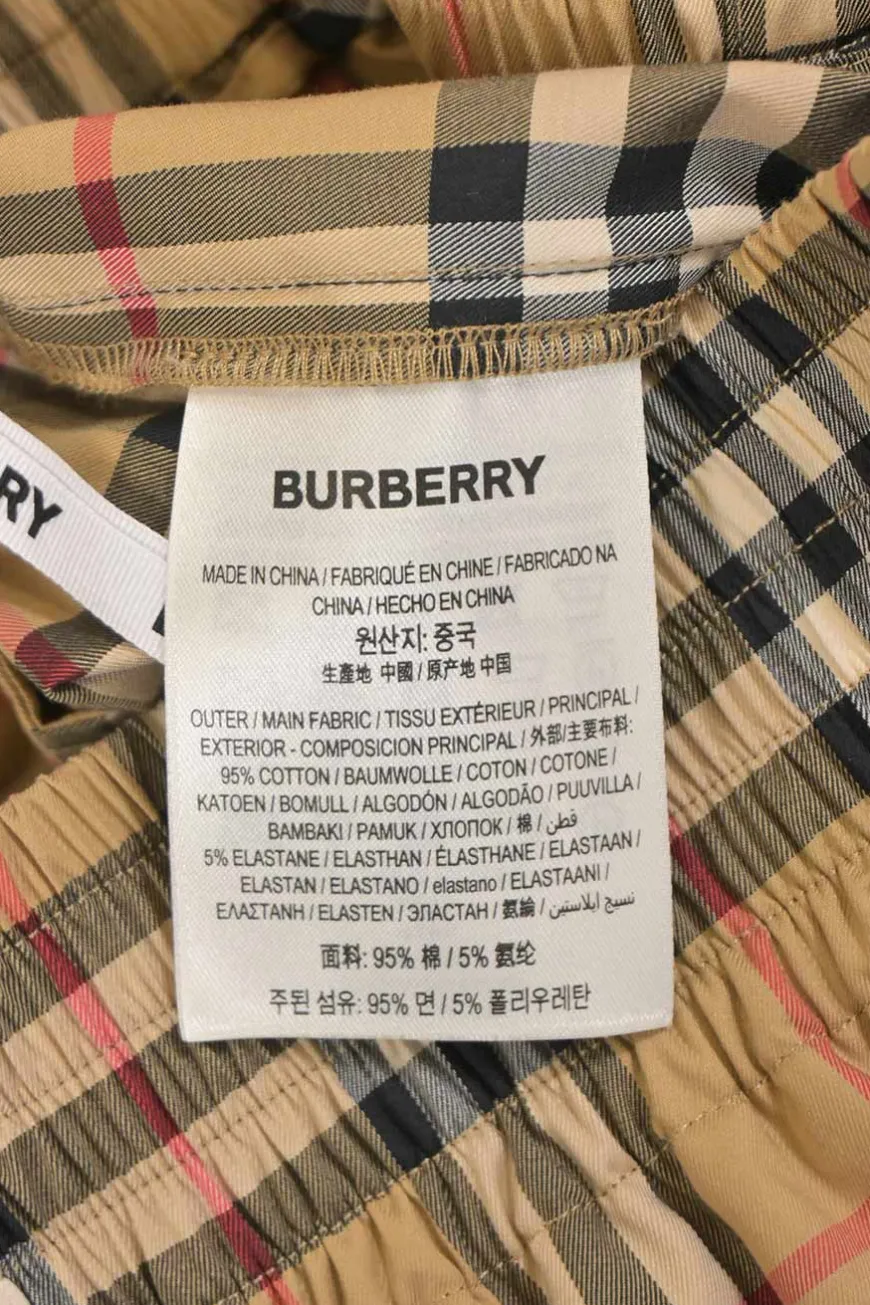 BURBERRY
RY
MADE IN CHINA / FABRIQUÉ EN CHINE / FABRICADO NA
CHINA / HECHO EN CHINA
원산지: 중국
生產地 中國 / 原产地 中国
OUTER / MAIN FABRIC / TISSU EXTÉRIEUR / PRINCIPAL /
EXTERIOR - COMPOSICION PRINCIPAL / 外部/主要布料:
95% COTTON / BAUMWOLLE / COTON / COTONE /
KATOEN / BOMULL / ALGODÓN / ALGODÃO / PUUVILLA /
BAMBAKI / PAMUK / ХЛОПОК / 棉 / قطن
5% ELASTANE / ELASTHAN / ÉLASTHANE / ELASTAAN /
ELASTAN / ELASTANO / elastano / ELASTAANI /
ΕΛΑΣΤΑΝΗ / ELASTEN / ЭЛАСТАН / 氨綸 / نسيج ايلاستين
面料: 95% 棉 / 5% 氨纶
주된 섬유: 95% 면 / 5% 폴리우레탄